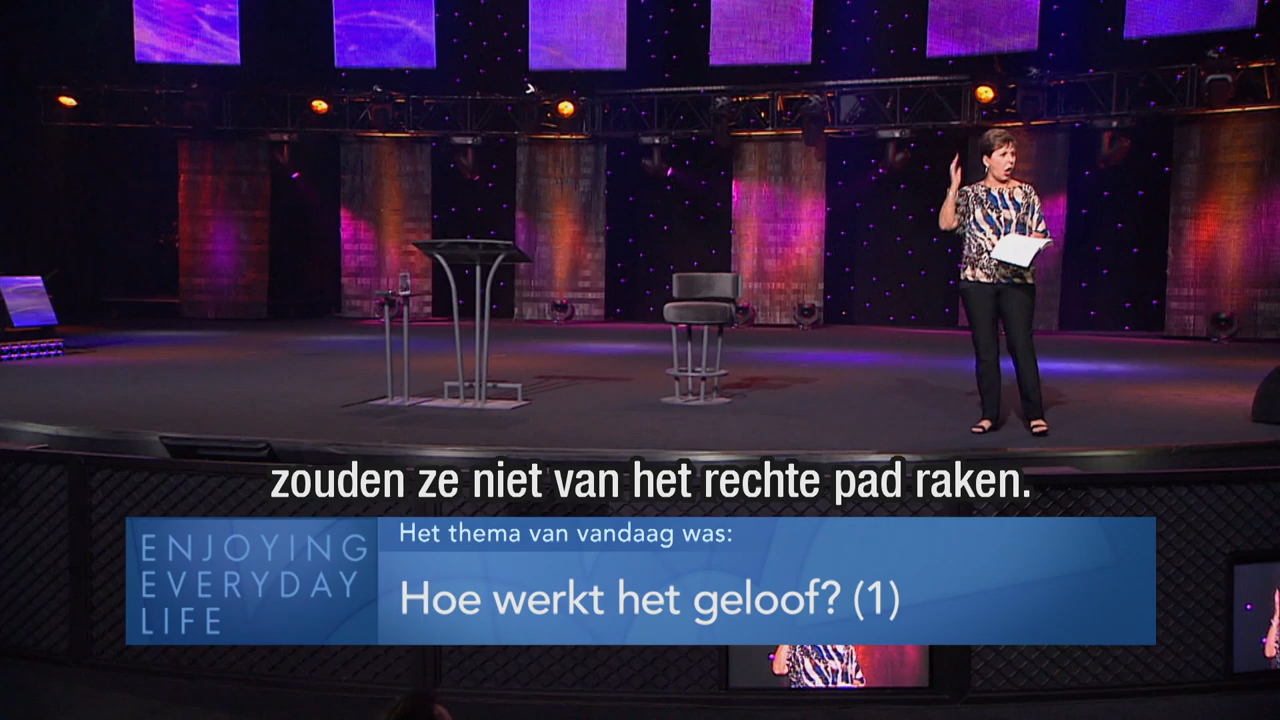 zouden ze niet van het rechte pad raken.
ENJOYING
EVERYDAY
LIFE
Het thema van vandaag was:
Hoe werkt het geloof? (1)